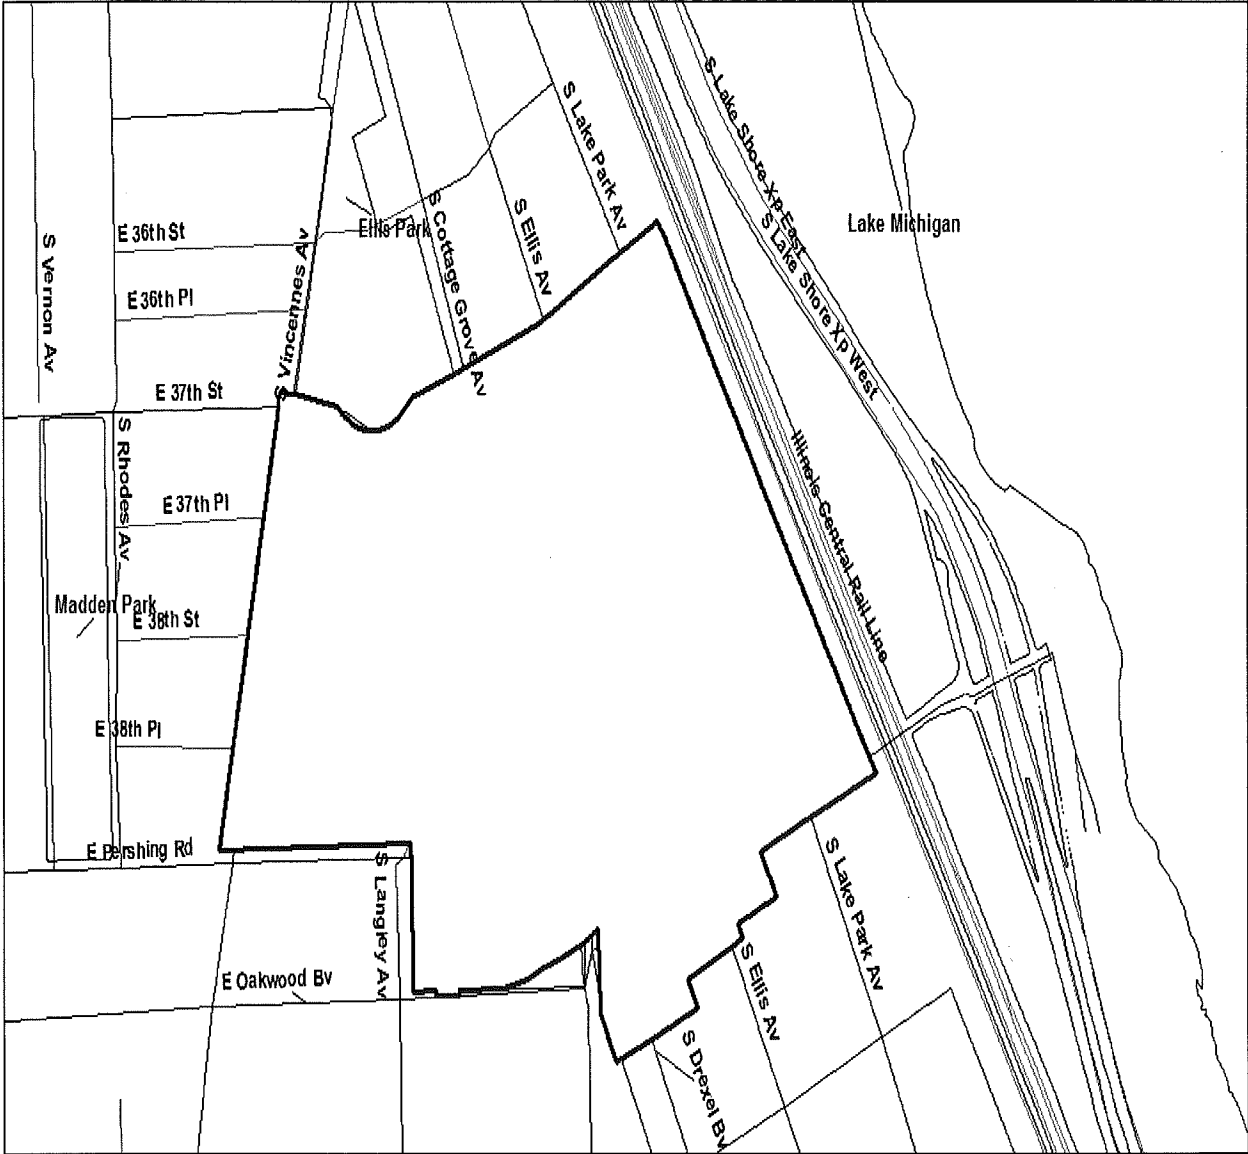 S Lake Shore Xp East
S Lake Park Av
E 36th St
Ellis Park
S Cottage Grove Av
S Ellis Av
S Lake Shore Xp West
Lake Michigan
S Vernon Av
E 36th Pl
S Vincennes Av
E 37th St
S Rhodes Av
E 37th Pl
Illinois Central Rail Line
Madden Park
E 38th St
E 38th Pl
E Pershing Rd
S Langley Av
S Lake Park Av
E Oakwood Bv
S Ellis Av
S Drexel Bv